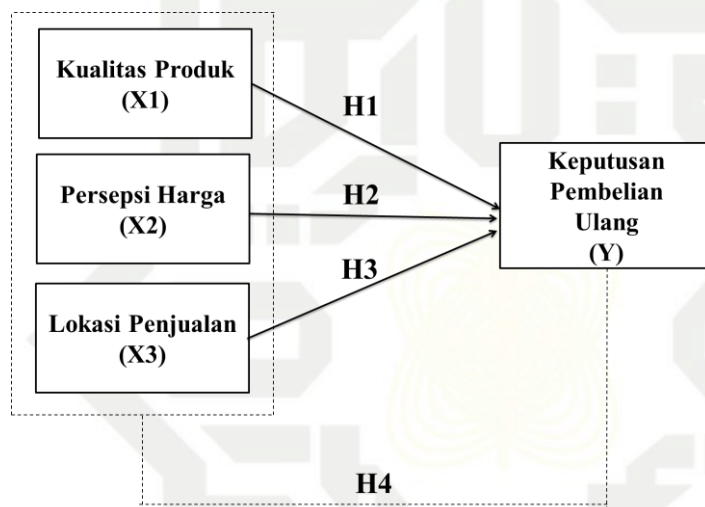 Kualitas Produk
(X1)
H1
Persepsi Harga
(X2)
H2
Keputusan
Pembelian
Ulang
(Y)
H3
Lokasi Penjualan
(X3)
H4